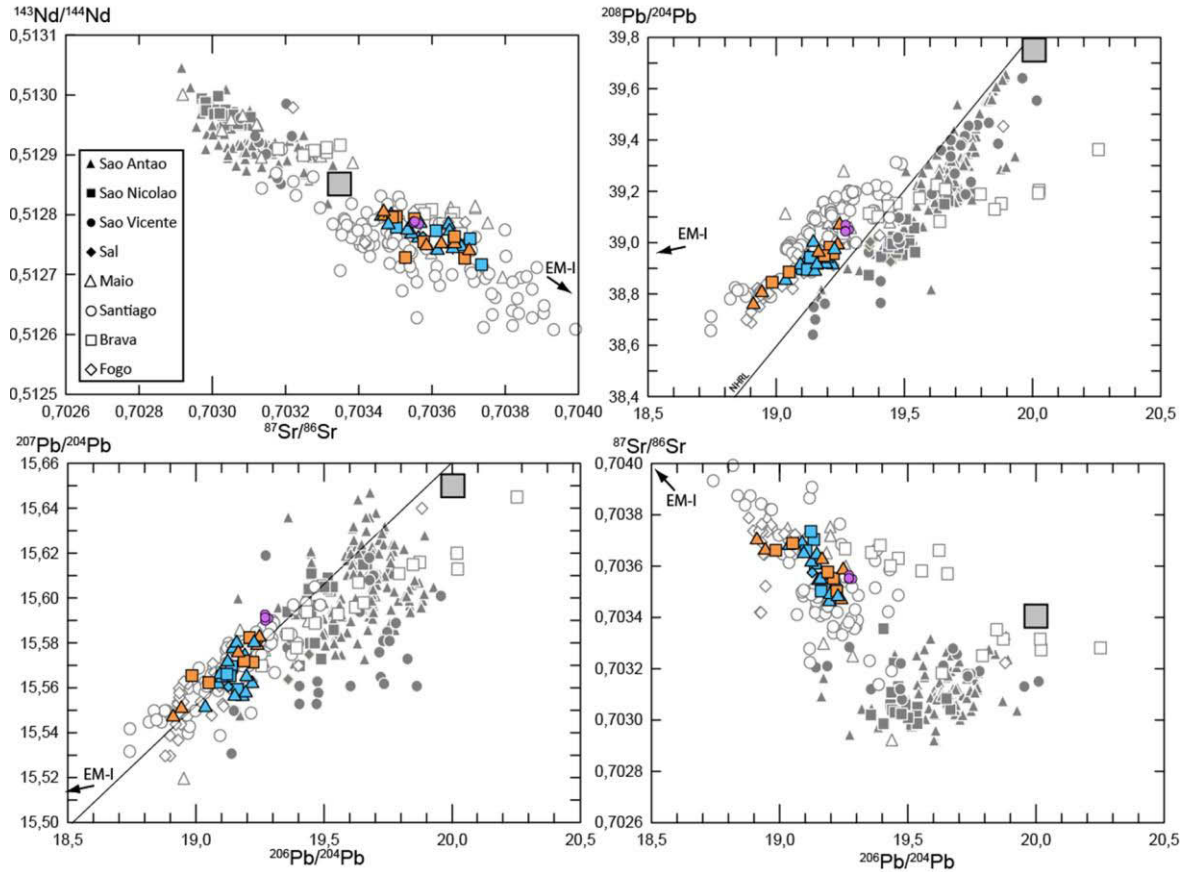 ¹⁴³Nd/¹⁴⁴Nd
0,5131
0,5130
0,5129
0,5128
0,5127
0,5126
0,5125
Sao Antao
Sao Nicolao
Sao Vicente
Sal
Maio
Santiago
Brava
Fogo
EM-I
0,7026 0,7028 0,7030 0,7032 0,7034 0,7036 0,7038 0,7040
⁸⁷Sr/⁸⁶Sr
²⁰⁸Pb/²⁰⁴Pb
39,8
39,6
39,4
39,2
39,0
38,8
38,6
38,4
EM-I
NHRL
18,5 19,0 19,5 20,0 20,5
²⁰⁷Pb/²⁰⁴Pb
15,66
15,64
15,62
15,60
15,58
15,56
15,54
15,52
15,50
EM-I
18,5 19,0 19,5 20,0 20,5
²⁰⁶Pb/²⁰⁴Pb
⁸⁷Sr/⁸⁶Sr
0,7040
0,7038
0,7036
0,7034
0,7032
0,7030
0,7028
0,7026
EM-I
18,5 19,0 19,5 20,0 20,5
²⁰⁶Pb/²⁰⁴Pb